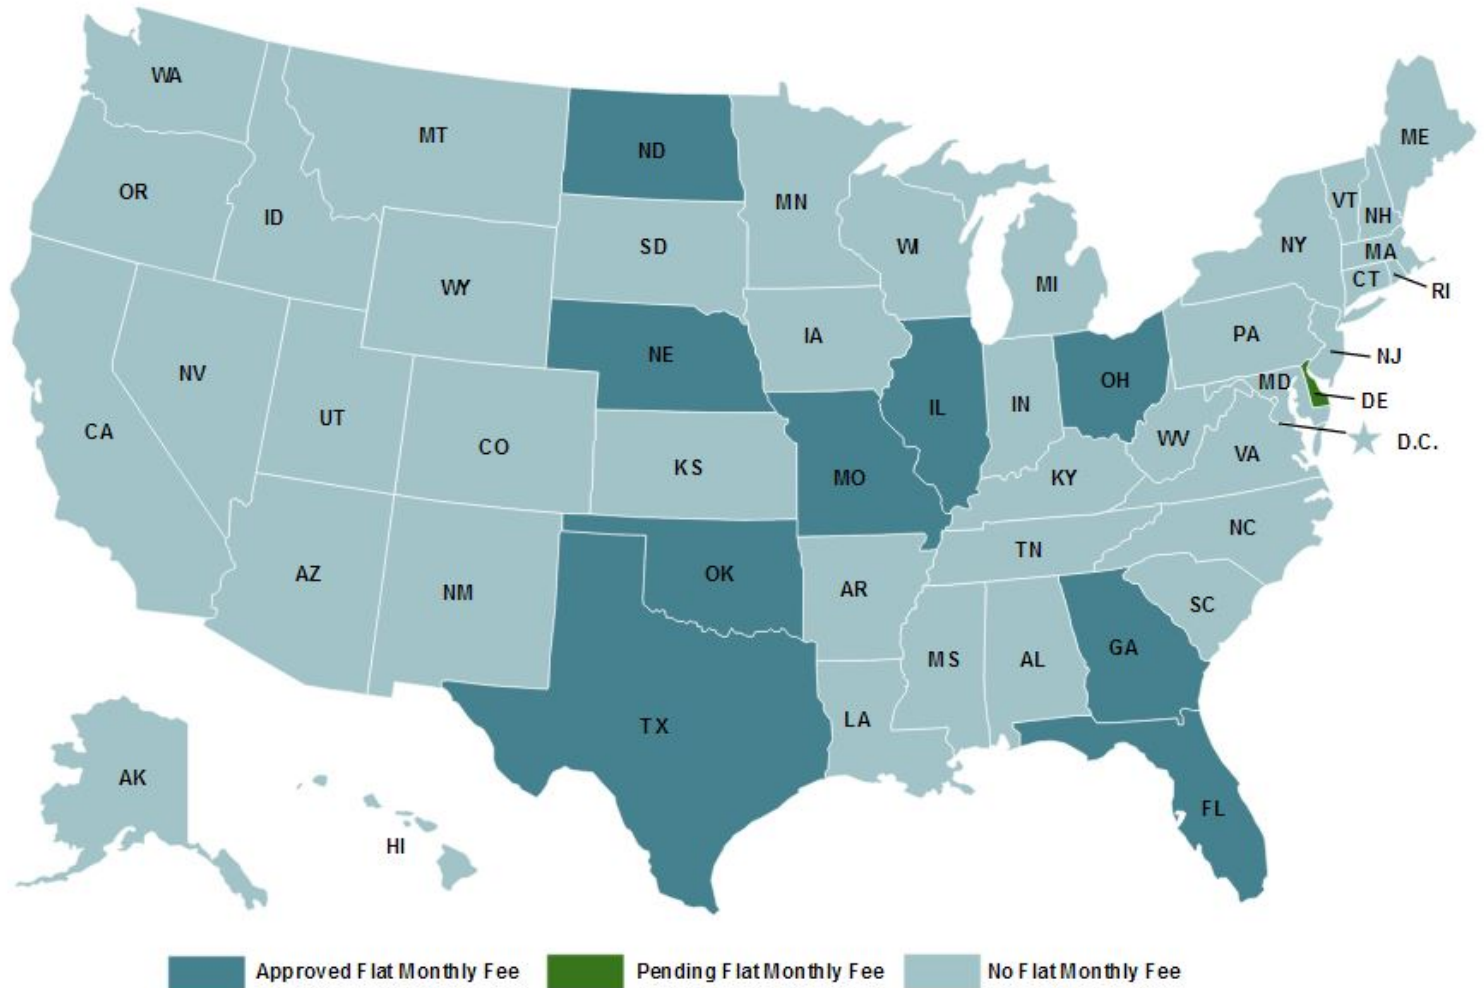 WA
ME
MT
ND
OR
VT
MN
NH
ID
NY
SD
WI
MA
CT
MI
WY
RI
PA
IA
NE
NJ
NV
OH
MD
DE
IN
IL
UT
CA
WV
D.C.
CO
VA
KS
KY
MO
NC
TN
AZ
OK
AR
NM
SC
GA
MS
AL
LA
TX
AK
FL
HI
Approved Flat Monthly Fee
Pending Flat Monthly Fee
No Flat Monthly Fee